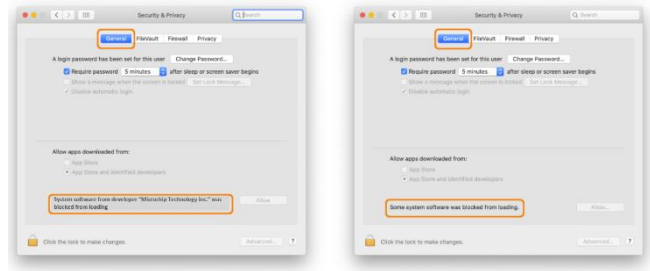 Security & Privacy
Search
General FileVault Firewall Privacy
A login password has been set for this user Change Password...
Require password 5 minutes after sleep or screen saver begins
Show a message when the screen is locked Set Lock Message...
Disable automatic login
Allow apps downloaded from:
App Store
App Store and identified developers
System software from developer "Microchip Technology Inc." was
blocked from loading
Allow
Click the lock to make changes.
Advanced...
?
Security & Privacy
Search
General FileVault Firewall Privacy
A login password has been set for this user Change Password...
Require password 5 minutes after sleep or screen saver begins
Show a message when the screen is locked Set Lock Message...
Disable automatic login
Allow apps downloaded from:
App Store
App Store and identified developers
Some system software was blocked from loading.
Allow...
Click the lock to make changes.
Advanced...
?